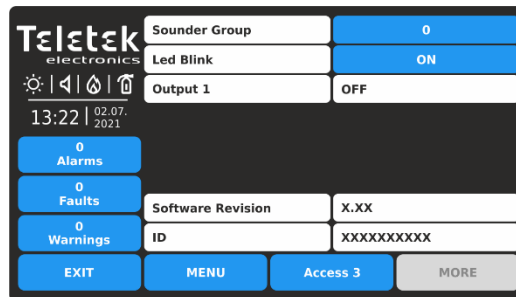 Teletek
electronics
13:22 02.07.
2021
0
Alarms
0
Faults
0
Warnings
Sounder Group 0
Led Blink ON
Output 1 OFF
Software Revision X.XX
ID XXXXXXXXXX
EXIT MENU Access 3 MORE